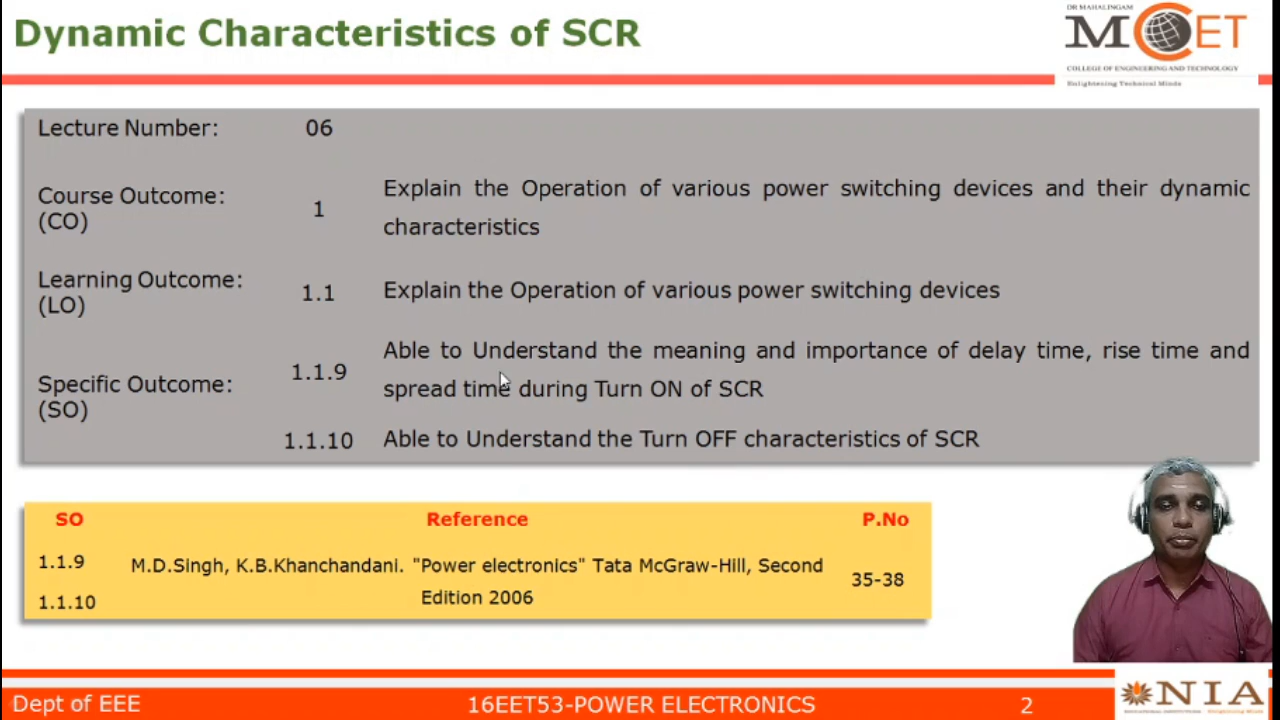 Dynamic Characteristics of SCR
DR MAHALINGAM
MCET
COLLEGE OF ENGINEERING AND TECHNOLOGY
Enlightening Technical Minds
Lecture Number: 06
Course Outcome: (CO) 1 Explain the Operation of various power switching devices and their dynamic
characteristics
Learning Outcome: (LO) 1.1 Explain the Operation of various power switching devices
Specific Outcome: (SO) 1.1.9 Able to Understand the meaning and importance of delay time, rise time and
spread time during Turn ON of SCR
1.1.10 Able to Understand the Turn OFF characteristics of SCR
SO Reference P.No
1.1.9 M.D.Singh, K.B.Khanchandani. "Power electronics" Tata McGraw-Hill, Second 35-38
1.1.10 Edition 2006
Dept of EEE 16EET53-POWER ELECTRONICS 2
NIA